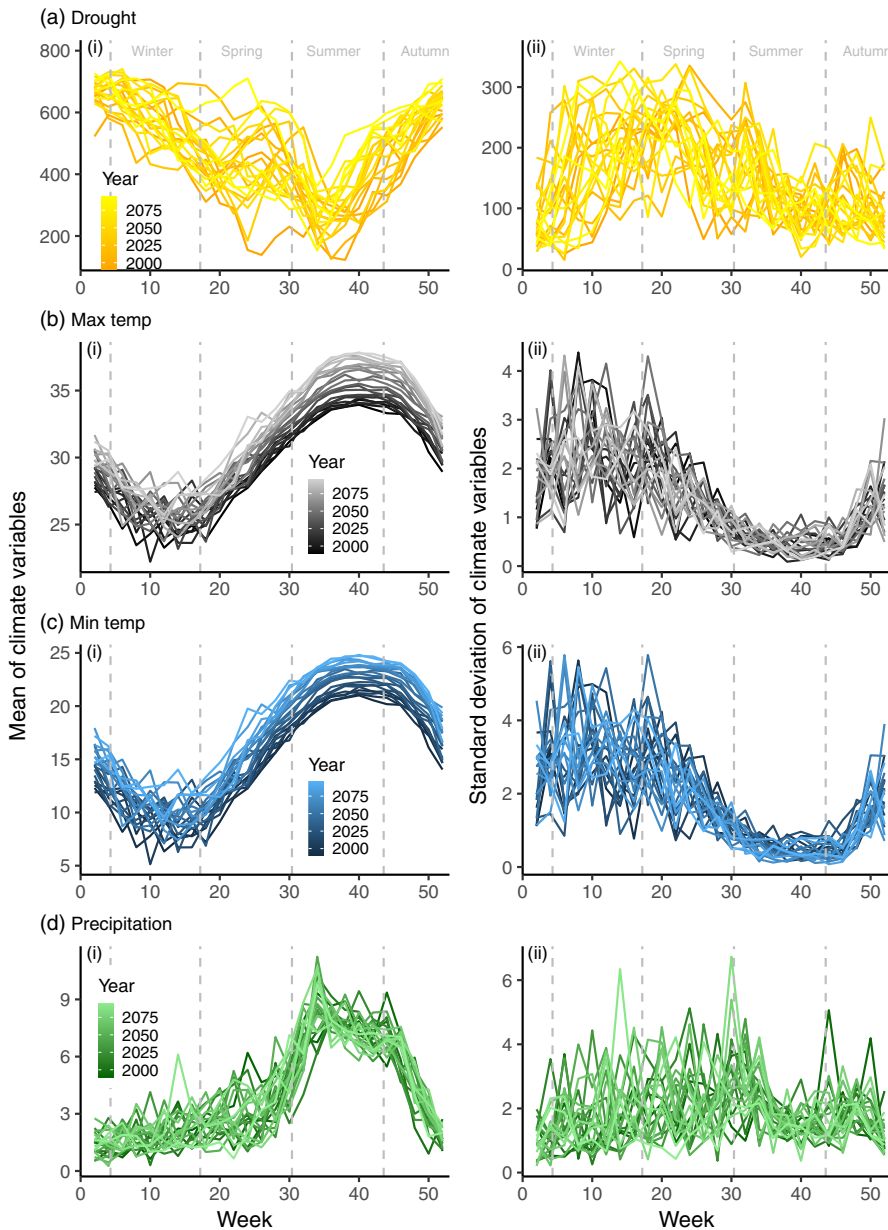 (a) Drought
(i) Winter Spring Summer Autumn
800
600
400
200
Year
2075
2050
2025
2000
0 10 20 30 40 50
(ii) Winter Spring Summer Autumn
300
200
100
0
0 10 20 30 40 50
(b) Max temp
(i)
35
30
25
Year
2075
2050
2025
2000
0 10 20 30 40 50
(ii)
4
3
2
1
0
0 10 20 30 40 50
Mean of climate variables
Standard deviation of climate variables
(c) Min temp
(i)
25
20
15
10
5
Year
2075
2050
2025
2000
0 10 20 30 40 50
(ii)
6
4
2
0
0 10 20 30 40 50
(d) Precipitation
(i)
9
6
3
0
Year
2075
2050
2025
2000
0 10 20 30 40 50
Week
(ii)
6
4
2
0
0 10 20 30 40 50
Week